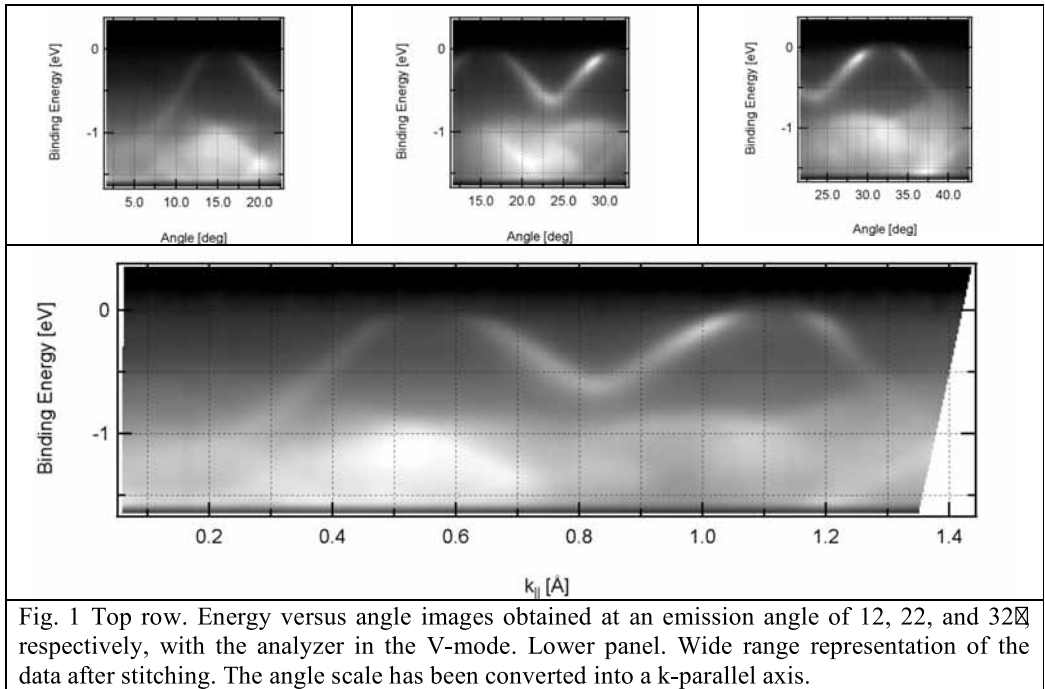 Binding Energy [eV]
0
-1
5.0 10.0 15.0 20.0
Angle [deg]
Binding Energy [eV]
0
-1
15.0 20.0 25.0 30.0
Angle [deg]
Binding Energy [eV]
0
-1
25.0 30.0 35.0 40.0
Angle [deg]
Binding Energy [eV]
0
-1
0.2 0.4 0.6 0.8 1.0 1.2 1.4
k|| [Å]
Fig. 1 Top row. Energy versus angle images obtained at an emission angle of 12, 22, and 32▯,
respectively, with the analyzer in the V-mode. Lower panel. Wide range representation of the
data after stitching. The angle scale has been converted into a k-parallel axis.